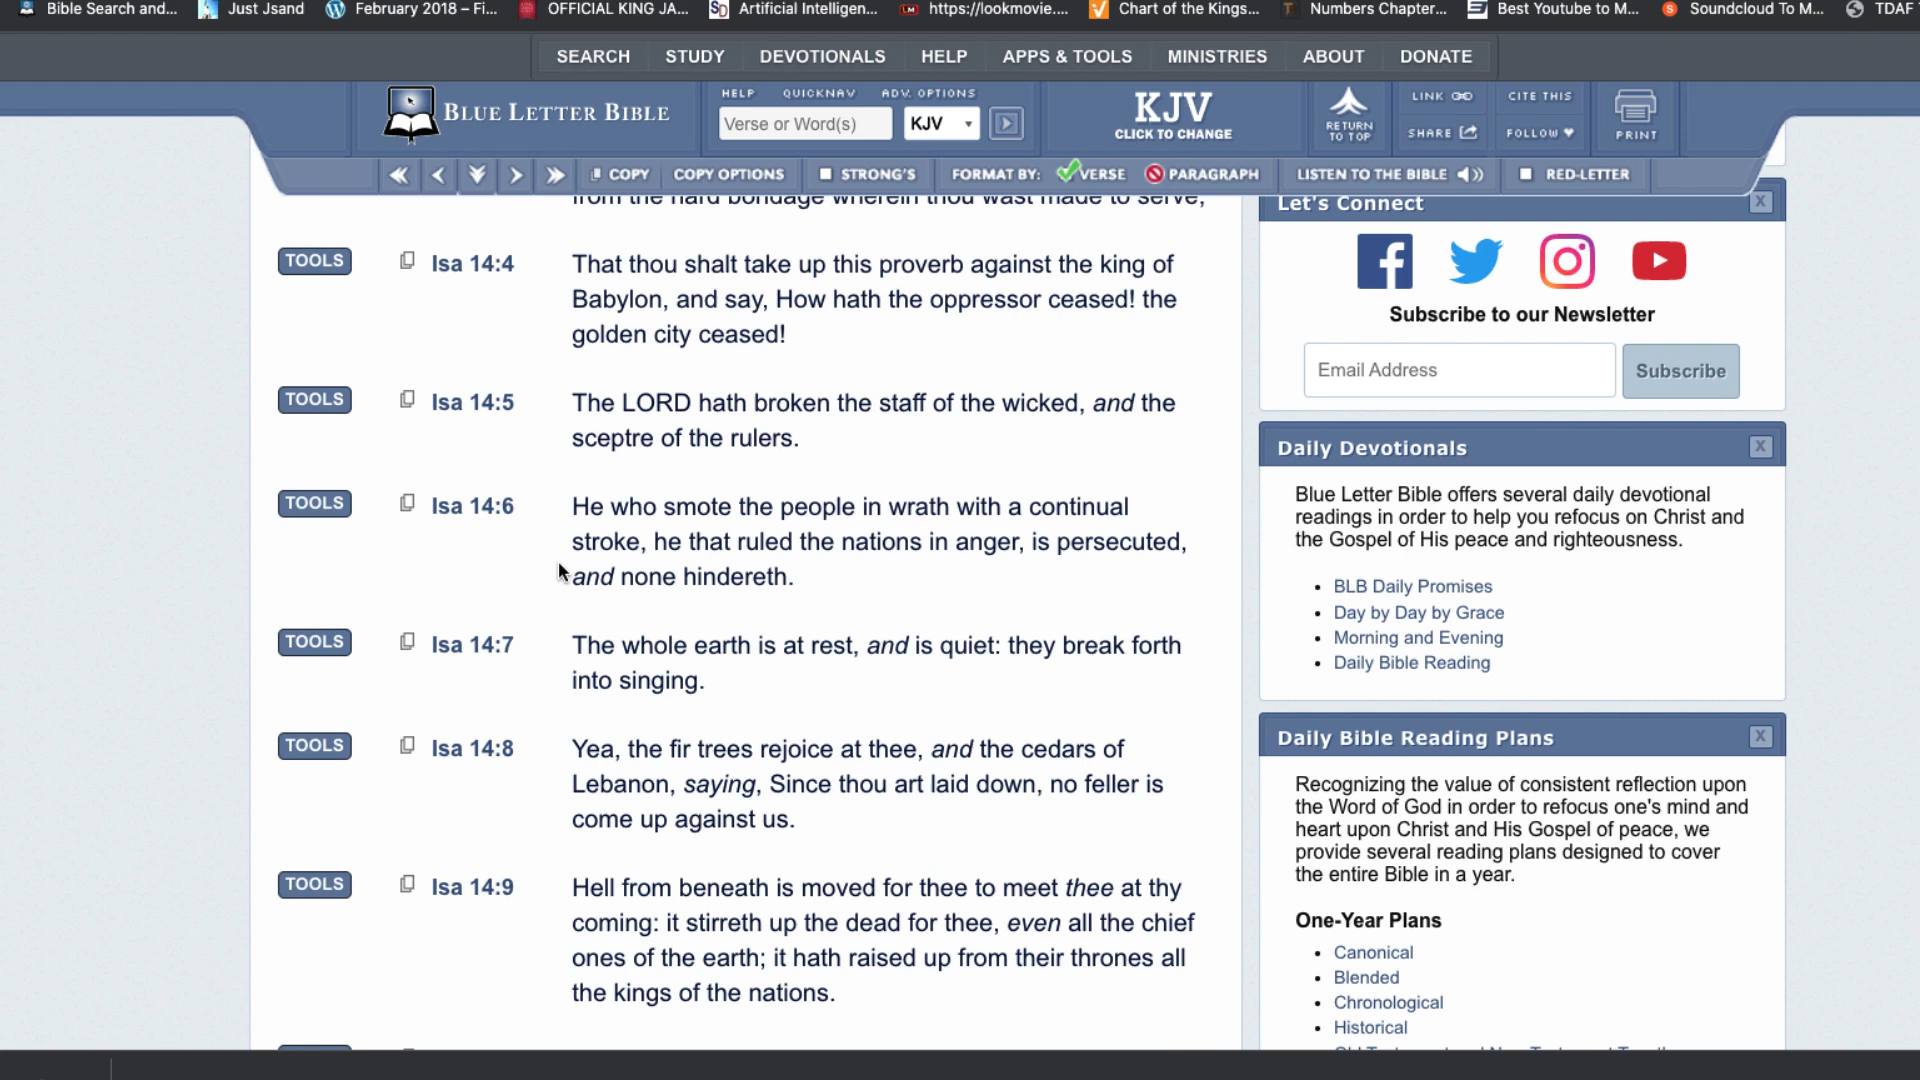 Bible Search and...
Just Jsand
February 2018 – Fi...
OFFICIAL KING JA...
Artificial Intelligen...
https://lookmovie....
Chart of the Kings...
Numbers Chapter...
Best Youtube to M...
Soundcloud To M...
TDAF
SEARCH
STUDY
DEVOTIONALS
HELP
APPS & TOOLS
MINISTRIES
ABOUT
DONATE
BLUE LETTER BIBLE
HELP
QUICKNAV
ADV. OPTIONS
Verse or Word(s)
KJV
KJV
CLICK TO CHANGE
RETURN
TO TOP
LINK
SHARE
CITE THIS
FOLLOW
PRINT
COPY
COPY OPTIONS
STRONG'S
FORMAT BY:
VERSE
PARAGRAPH
LISTEN TO THE BIBLE
RED-LETTER
from the hard bondage wherein thou wast made to serve,
TOOLS
Isa 14:4
That thou shalt take up this proverb against the king of
Babylon, and say, How hath the oppressor ceased! the
golden city ceased!
TOOLS
Isa 14:5
The LORD hath broken the staff of the wicked, and the
sceptre of the rulers.
TOOLS
Isa 14:6
He who smote the people in wrath with a continual
stroke, he that ruled the nations in anger, is persecuted,
and none hindereth.
TOOLS
Isa 14:7
The whole earth is at rest, and is quiet: they break forth
into singing.
TOOLS
Isa 14:8
Yea, the fir trees rejoice at thee, and the cedars of
Lebanon, saying, Since thou art laid down, no feller is
come up against us.
TOOLS
Isa 14:9
Hell from beneath is moved for thee to meet thee at thy
coming: it stirreth up the dead for thee, even all the chief
ones of the earth; it hath raised up from their thrones all
the kings of the nations.
Let's Connect
X
Subscribe to our Newsletter
Email Address
Subscribe
Daily Devotionals
X
Blue Letter Bible offers several daily devotional
readings in order to help you refocus on Christ and
the Gospel of His peace and righteousness.
• BLB Daily Promises
• Day by Day by Grace
• Morning and Evening
• Daily Bible Reading
Daily Bible Reading Plans
X
Recognizing the value of consistent reflection upon
the Word of God in order to refocus one's mind and
heart upon Christ and His Gospel of peace, we
provide several reading plans designed to cover
the entire Bible in a year.
One-Year Plans
• Canonical
• Blended
• Chronological
• Historical